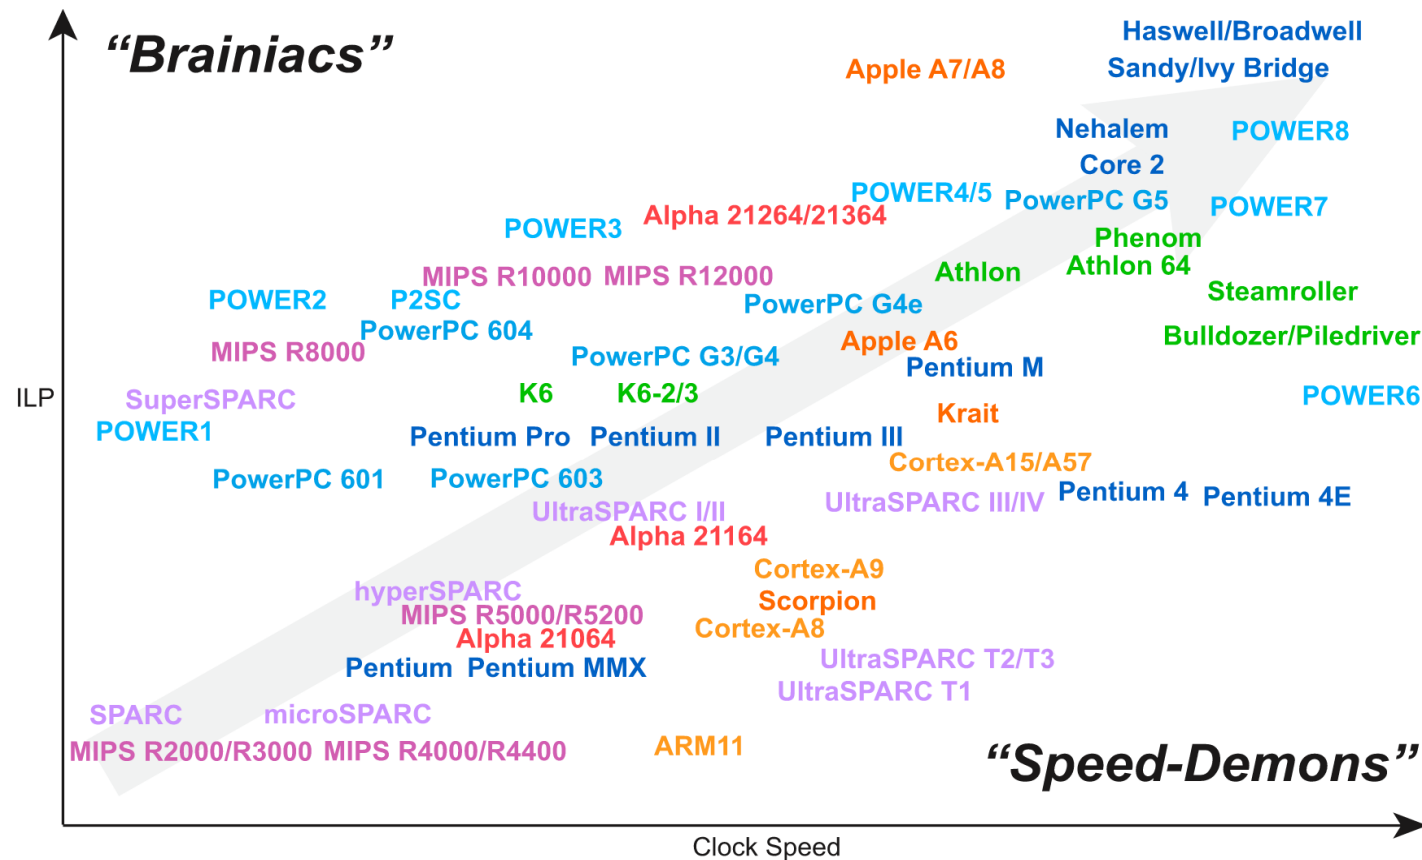 Haswell/Broadwell
“Brainiacs”
Apple A7/A8
Sandy/Ivy Bridge
Nehalem
POWER8
Core 2
POWER4/5
PowerPC G5
POWER7
Alpha 21264/21364
POWER3
Phenom
Athlon 64
Athlon
MIPS R10000
MIPS R12000
Steamroller
POWER2
P2SC
PowerPC G4e
PowerPC 604
Bulldozer/Piledriver
Apple A6
MIPS R8000
PowerPC G3/G4
Pentium M
K6
K6-2/3
POWER6
ILP
SuperSPARC
Krait
POWER1
Pentium Pro
Pentium II
Pentium III
Cortex-A15/A57
PowerPC 601
PowerPC 603
Pentium 4
Pentium 4E
UltraSPARC III/IV
UltraSPARC I/II
Alpha 21164
Cortex-A9
hyperSPARC
Scorpion
MIPS R5000/R5200
Cortex-A8
Alpha 21064
UltraSPARC T2/T3
Pentium
Pentium MMX
UltraSPARC T1
SPARC
microSPARC
MIPS R2000/R3000
MIPS R4000/R4400
ARM11
“Speed-Demons”
Clock Speed